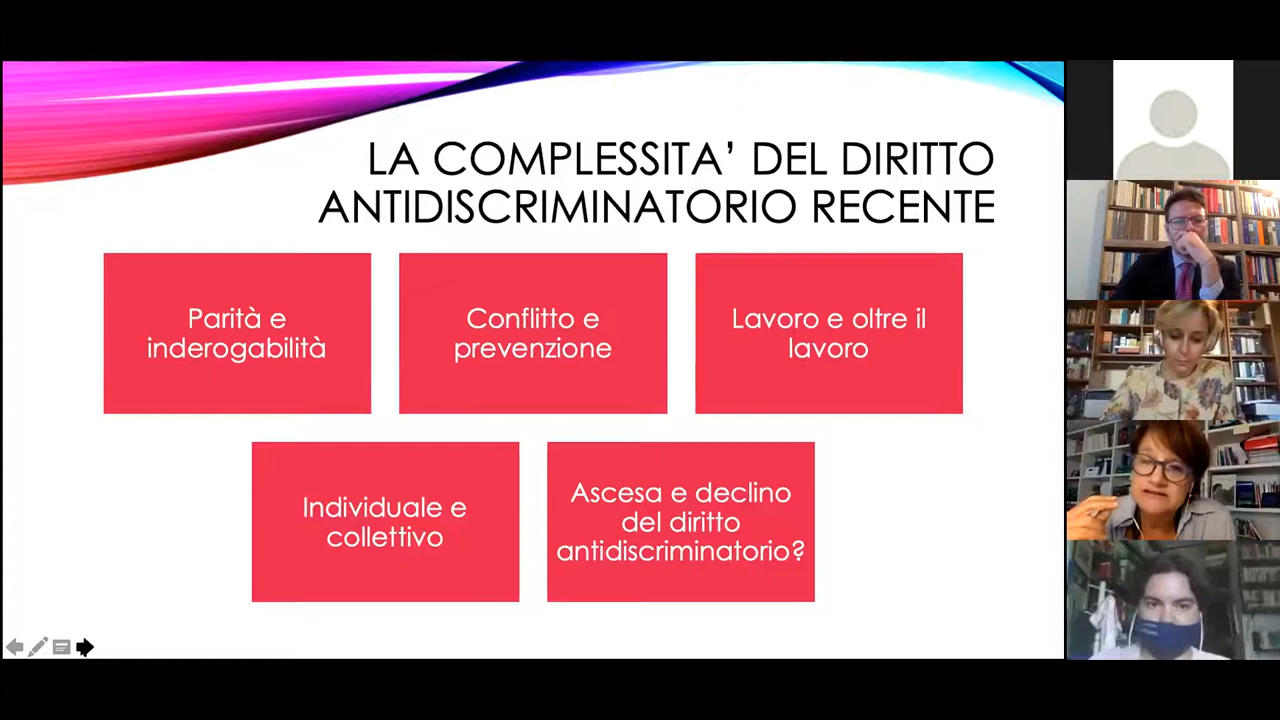 LA COMPLESSITA’ DEL DIRITTO
ANTIDISCRIMINATORIO RECENTE
Parità e
inderogabilità
Conflitto e
prevenzione
Lavoro e oltre il
lavoro
Individuale e
collettivo
Ascesa e declino
del diritto
antidiscriminatorio?